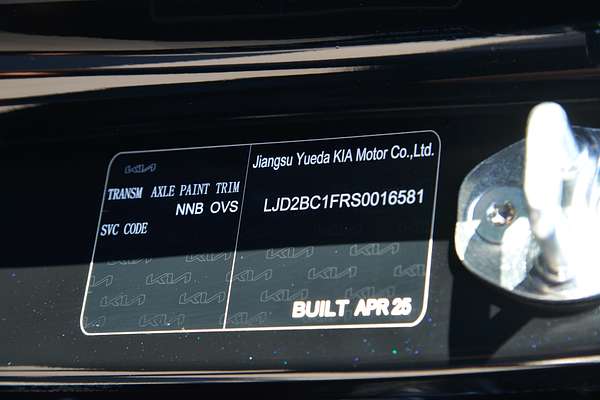 KIA
TRANSM AXLE PAINT TRIM
NNB OVS
SVC CODE
Jiangsu Yueda KIA Motor Co.,Ltd.
LJD2BC1FRS0016581
BUILT APR 25